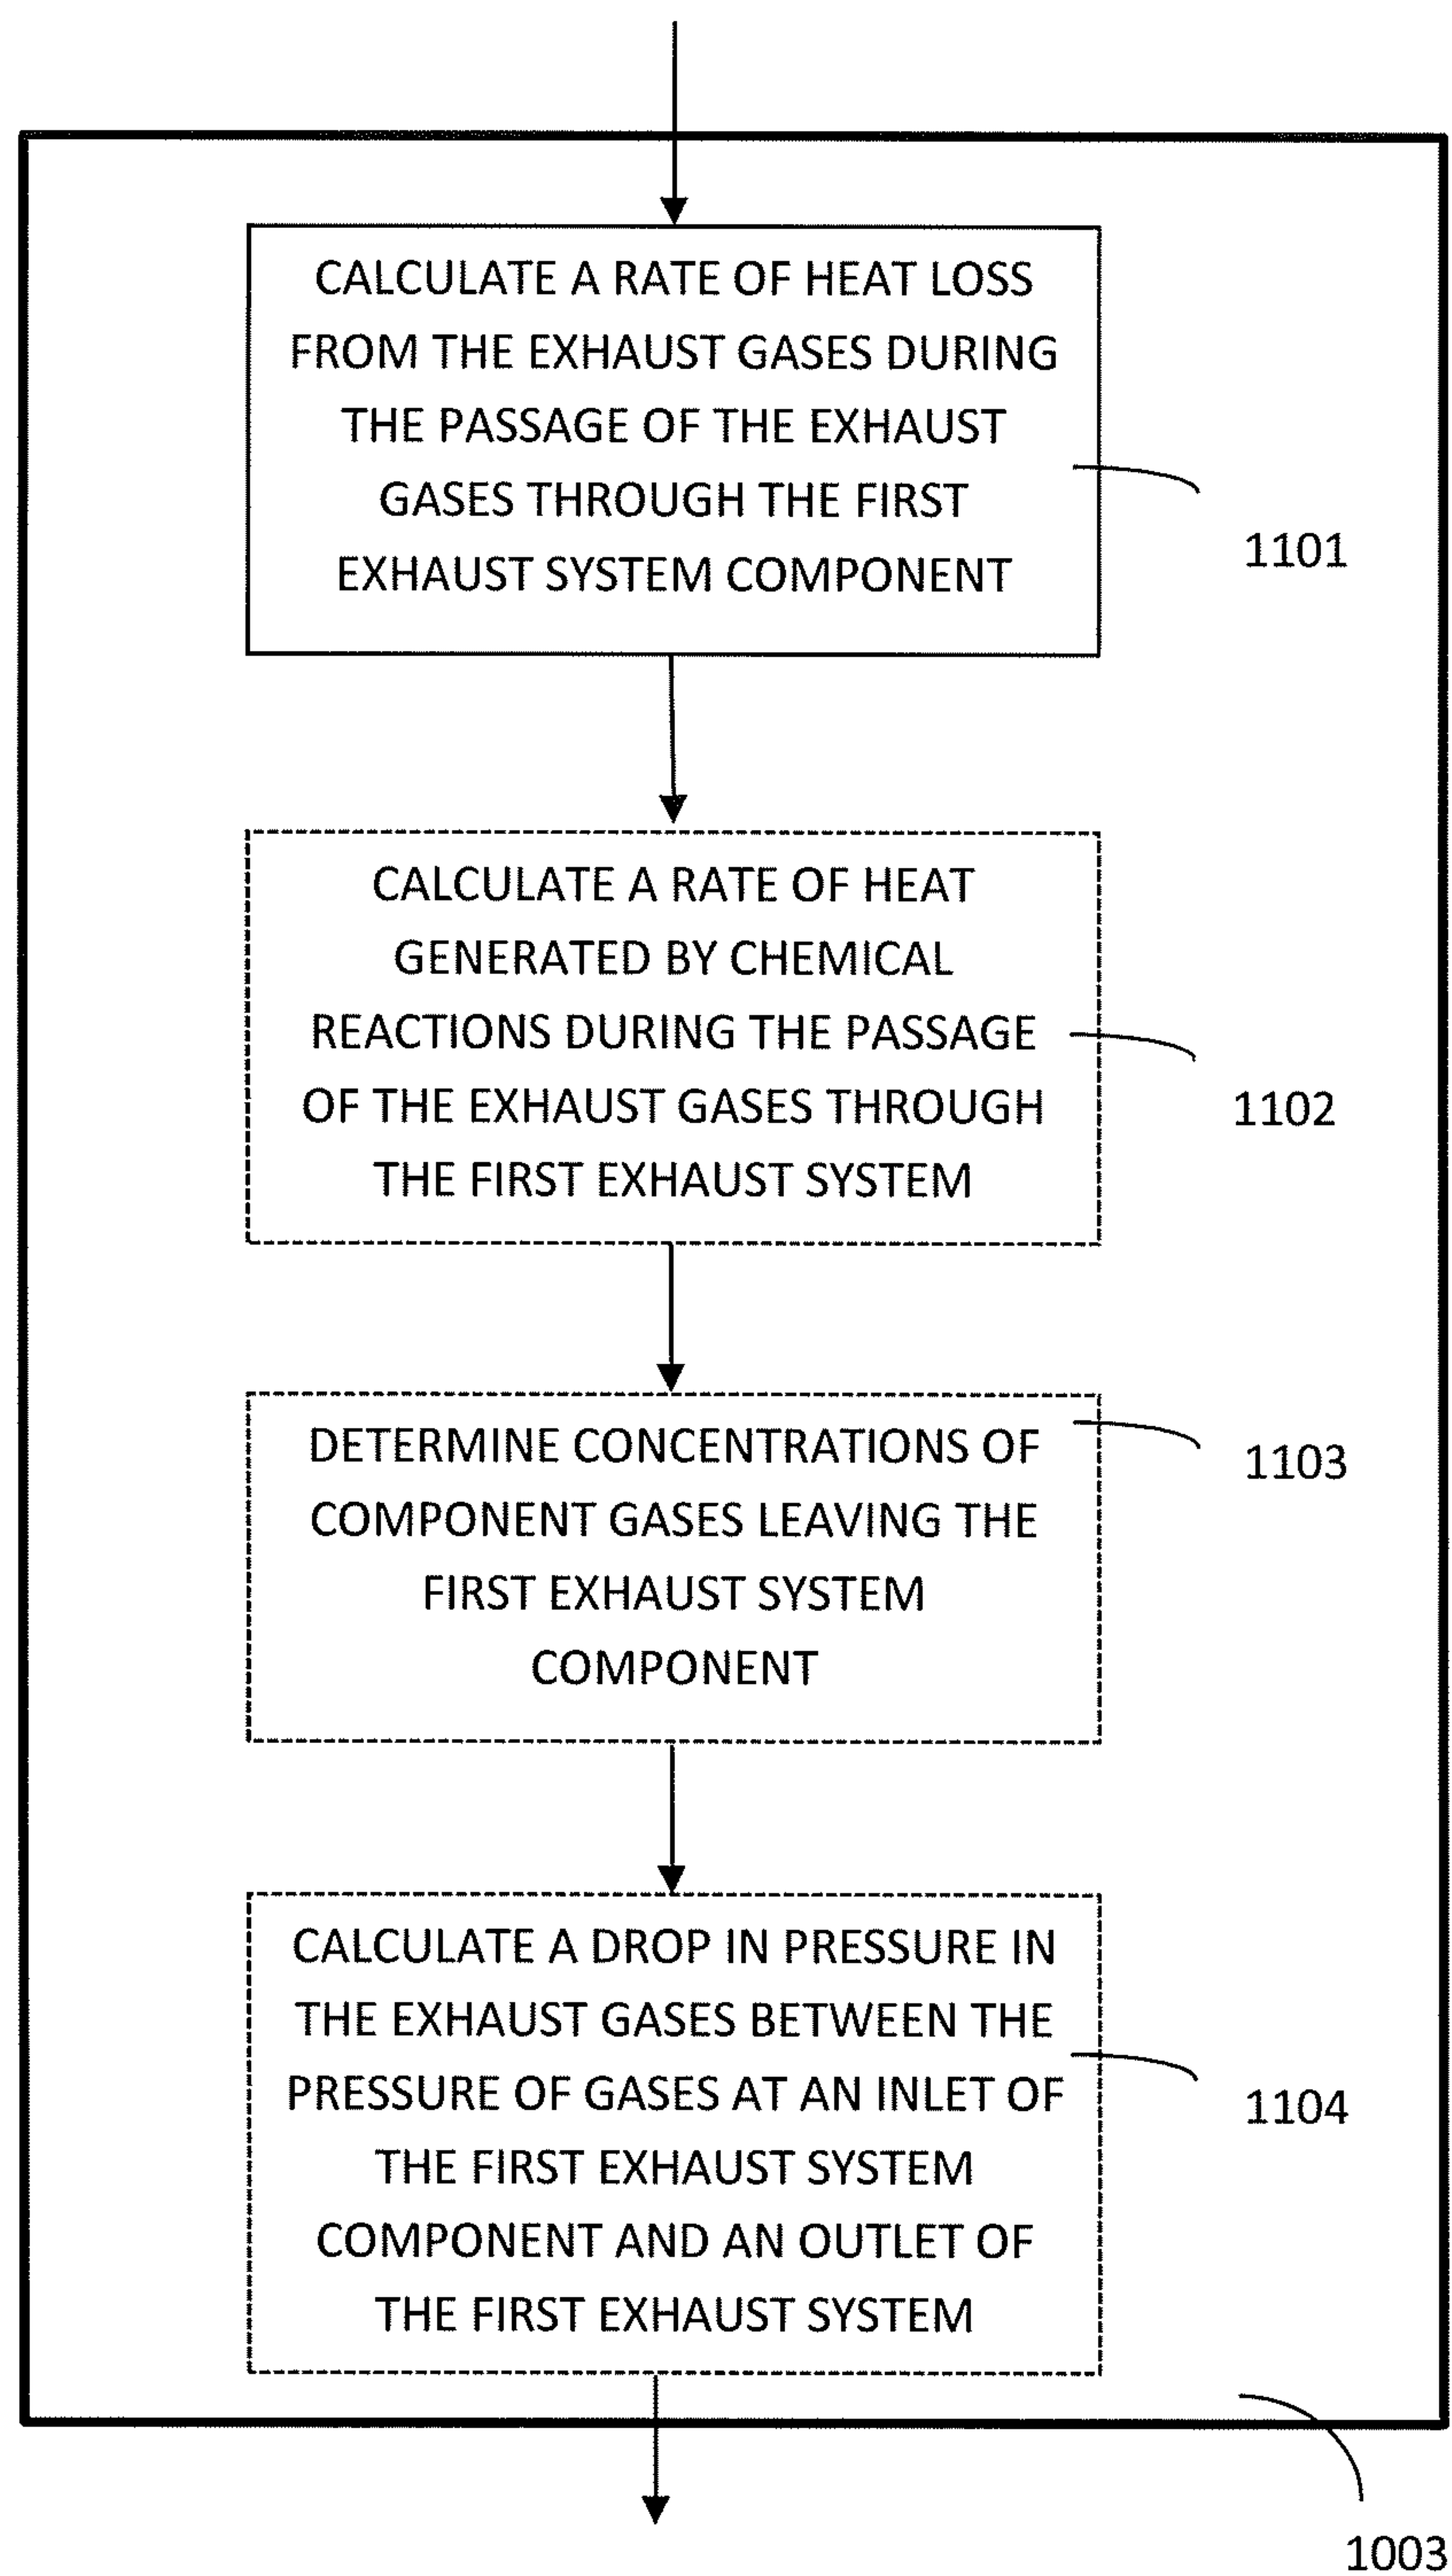 CALCULATE A RATE OF HEAT LOSS
FROM THE EXHAUST GASES DURING
THE PASSAGE OF THE EXHAUST
GASES THROUGH THE FIRST
EXHAUST SYSTEM COMPONENT
1101
CALCULATE A RATE OF HEAT
GENERATED BY CHEMICAL
REACTIONS DURING THE PASSAGE
OF THE EXHAUST GASES THROUGH
THE FIRST EXHAUST SYSTEM
1102
DETERMINE CONCENTRATIONS OF
COMPONENT GASES LEAVING THE
FIRST EXHAUST SYSTEM
COMPONENT
1103
CALCULATE A DROP IN PRESSURE IN
THE EXHAUST GASES BETWEEN THE
PRESSURE OF GASES AT AN INLET OF
THE FIRST EXHAUST SYSTEM
COMPONENT AND AN OUTLET OF
THE FIRST EXHAUST SYSTEM
1104
1003